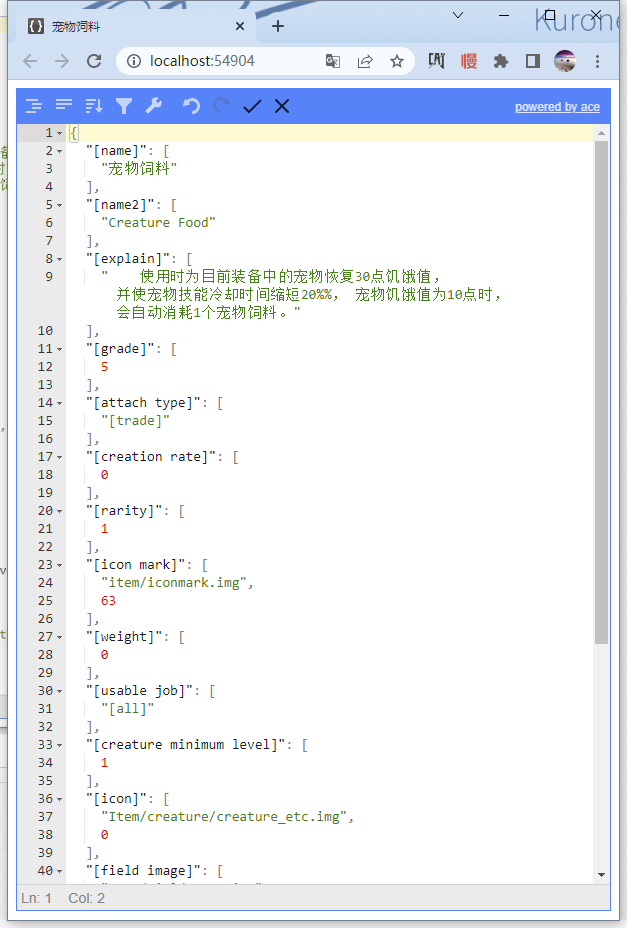 宠物饲料
Kurone
localhost:54904
powered by ace
1 {
2 "[name]": [
3 "宠物饲料"
4 ],
5 "[name2]": [
6 "Creature Food"
7 ],
8 "[explain]": [
9 "    使用时为目前装备中的宠物恢复30点饥饿值，
并使宠物技能冷却时间缩短20%%， 宠物饥饿值为10点时，
会自动消耗1个宠物饲料。"
10 ],
11 "[grade]": [
12 5
13 ],
14 "[attach type]": [
15 "[trade]"
16 ],
17 "[creation rate]": [
18 0
19 ],
20 "[rarity]": [
21 1
22 ],
23 "[icon mark]": [
24 "item/iconmark.img",
25 63
26 ],
27 "[weight]": [
28 0
29 ],
30 "[usable job]": [
31 "[all]"
32 ],
33 "[creature minimum level]": [
34 1
35 ],
36 "[icon]": [
37 "Item/creature/creature_etc.img",
38 0
39 ],
40 "[field image]": [
Ln: 1 Col: 2